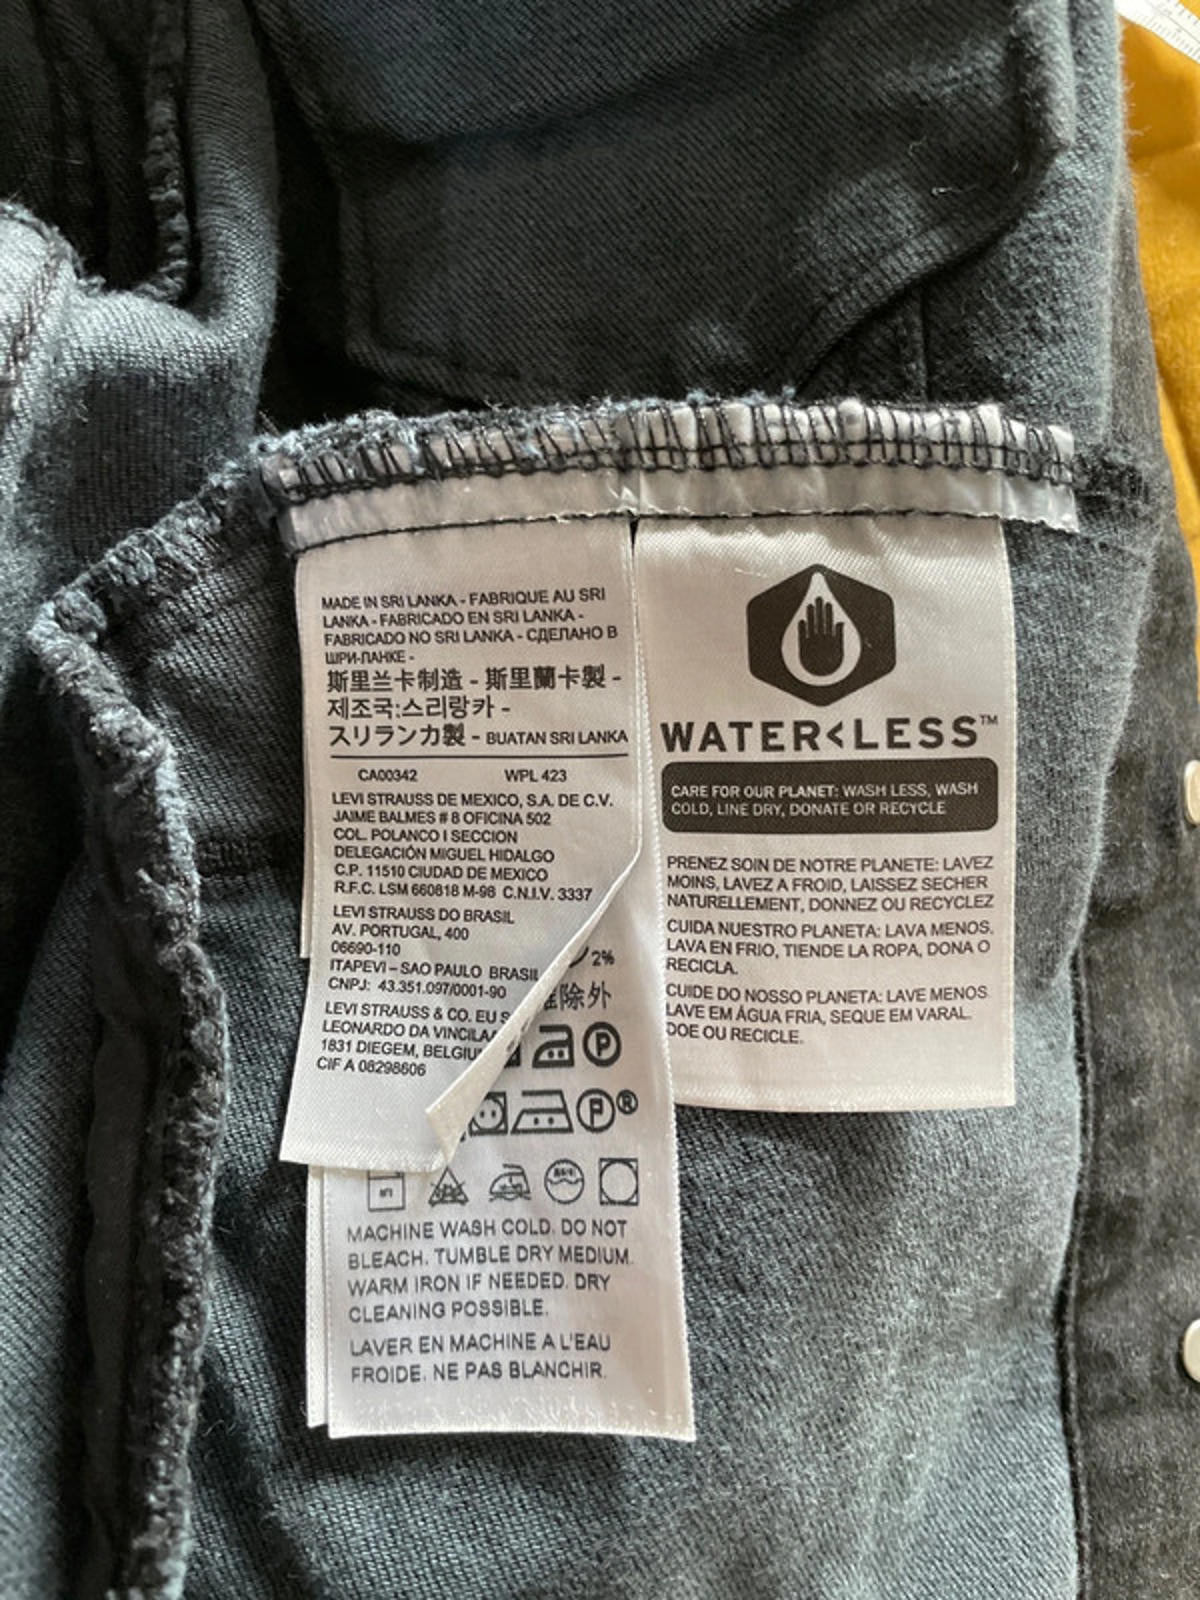 MADE IN SRI LANKA - FABRIQUE AU SRI
LANKA - FABRICADO EN SRI LANKA -
FABRICADO NO SRI LANKA - СДЕЛАНО В
ШРИ-ЛАНКЕ -
斯里兰卡制造 - 斯里蘭卡製 -
제조국:스리랑카 -
スリランカ製 - BUATAN SRI LANKA
CA00342 WPL 423
LEVI STRAUSS DE MEXICO, S.A. DE C.V.
JAIME BALMES # 8 OFICINA 502
COL. POLANCO I SECCION
DELEGACIÓN MIGUEL HIDALGO
C.P. 11510 CIUDAD DE MEXICO
R.F.C. LSM 660818 M-98 C.N.I.V. 3337
LEVI STRAUSS DO BRASIL
AV. PORTUGAL, 400
06690-110
ITAPEVI – SAO PAULO BRASIL
CNPJ: 43.351.097/0001-90
LEVI STRAUSS & CO. EU
LEONARDO DA VINCILAA
1831 DIEGEM, BELGIU
CIF A 08298606
2%
除外
P
P®
MACHINE WASH COLD. DO NOT
BLEACH. TUMBLE DRY MEDIUM.
WARM IRON IF NEEDED. DRY
CLEANING POSSIBLE.
LAVER EN MACHINE A L'EAU
FROIDE. NE PAS BLANCHIR.
WATER<LESS™
CARE FOR OUR PLANET: WASH LESS, WASH
COLD, LINE DRY, DONATE OR RECYCLE
PRENEZ SOIN DE NOTRE PLANETE: LAVEZ
MOINS, LAVEZ A FROID, LAISSEZ SECHER
NATURELLEMENT, DONNEZ OU RECYCLEZ
CUIDA NUESTRO PLANETA: LAVA MENOS.
LAVA EN FRIO, TIENDE LA ROPA, DONA O
RECICLA.
CUIDE DO NOSSO PLANETA: LAVE MENOS
LAVE EM ÁGUA FRIA, SEQUE EM VARAL.
DOE OU RECICLE.